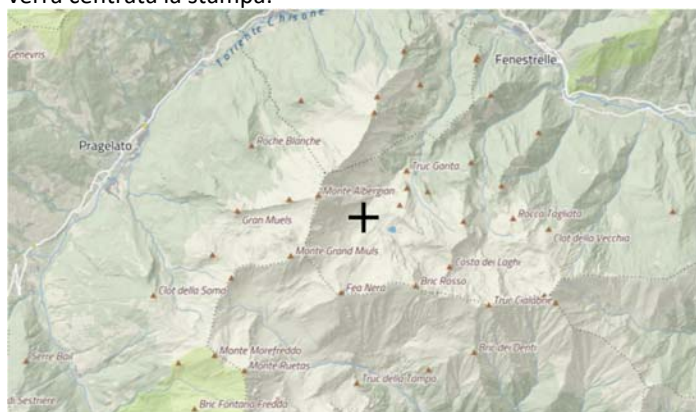 verrà centrata la stampa:
Torrente Chisone
Genevris
Fenestrelle
Roche Blanche
Pragelato
Truc Ganta
Monte Albergian
Gran Muels
Rocca Tagliata
Clot della Vecchia
Monte Grand Miuls
Costa dei Laghi
Bric Rosso
Fea Nera
Clot della Soma
Truc Cialabrie
Monte Morefreddo
Bric dei Denti
Serre Bail
Monte Ruetas
Truc della Tampa
di Sestriere
Bric Fontana Fredda